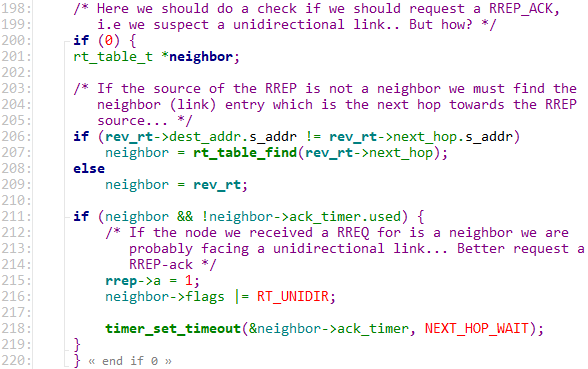 198: /* Here we should do a check if we should request a RREP_ACK,
199: i.e we suspect a unidirectional link.. But how? */
200: if (0) {
201: rt_table_t *neighbor;
202:
203: /* If the source of the RREP is not a neighbor we must find the
204: neighbor (link) entry which is the next hop towards the RREP
205: source... */
206: if (rev_rt->dest_addr.s_addr != rev_rt->next_hop.s_addr)
207: neighbor = rt_table_find(rev_rt->next_hop);
208: else
209: neighbor = rev_rt;
210:
211: if (neighbor && !neighbor->ack_timer.used) {
212: /* If the node we received a RREQ for is a neighbor we are
213: probably facing a unidirectional link... Better request a
214: RREP-ack */
215: rrep->a = 1;
216: neighbor->flags |= RT_UNIDIR;
217:
218: timer_set_timeout(&neighbor->ack_timer, NEXT_HOP_WAIT);
219: }
220: } « end if 0 »